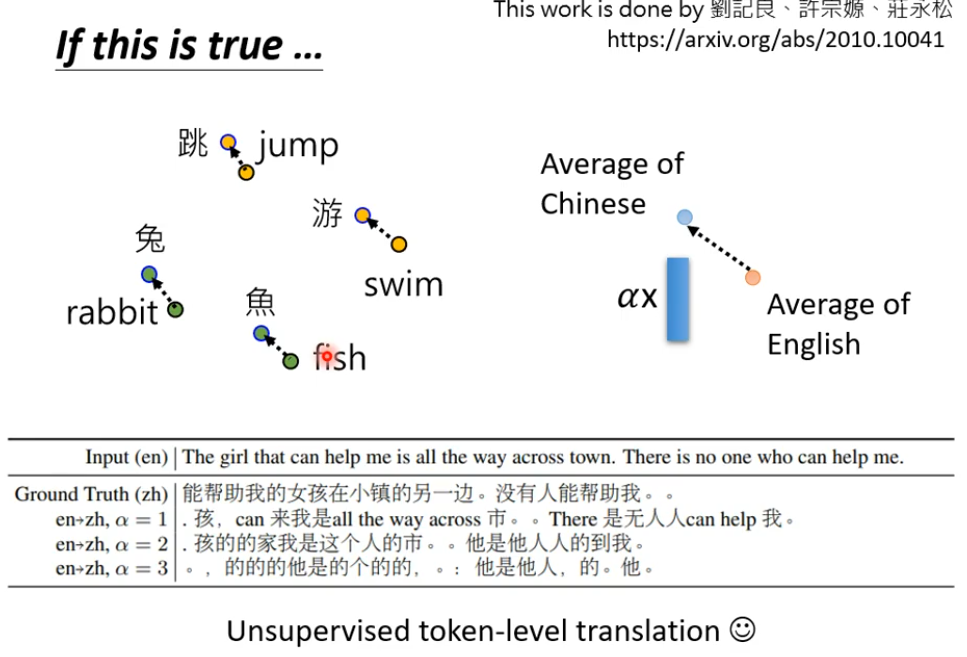 This work is done by 劉記良、許宗嫄、莊永松
https://arxiv.org/abs/2010.10041
If this is true …
跳 jump
游
swim
兔
rabbit
魚
fish
Average of
Chinese
αx
Average of
English
Input (en) | The girl that can help me is all the way across town. There is no one who can help me.
Ground Truth (zh) | 能帮助我的女孩在小镇的另一边。没有人能帮助我。。
en→zh, α = 1 | . 孩，can 来我是all the way across 市。。There 是无人人can help 我。
en→zh, α = 2 | . 孩的的家我是这个人的市。。他是他人人的到我。
en→zh, α = 3 | 。，的的的他是的个的的，。：他是他人，的。他。
Unsupervised token-level translation ☺